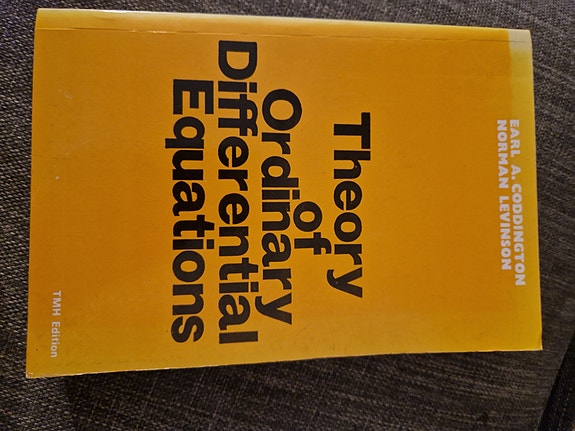 EARL A. CODDINGTON
NORMAN LEVINSON
Theory
of
Ordinary
Differential
Equations
TMH Edition